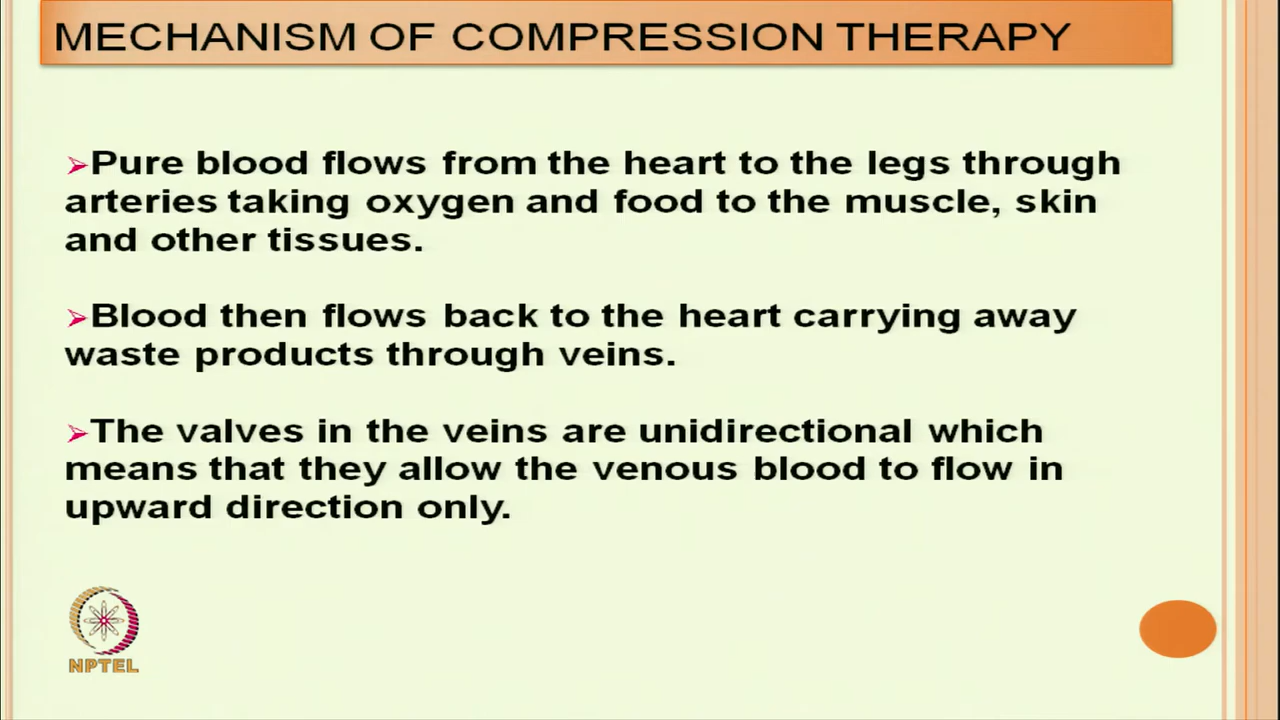 MECHANISM OF COMPRESSION THERAPY
➢Pure blood flows from the heart to the legs through
arteries taking oxygen and food to the muscle, skin
and other tissues.
➢Blood then flows back to the heart carrying away
waste products through veins.
➢The valves in the veins are unidirectional which
means that they allow the venous blood to flow in
upward direction only.
NPTEL